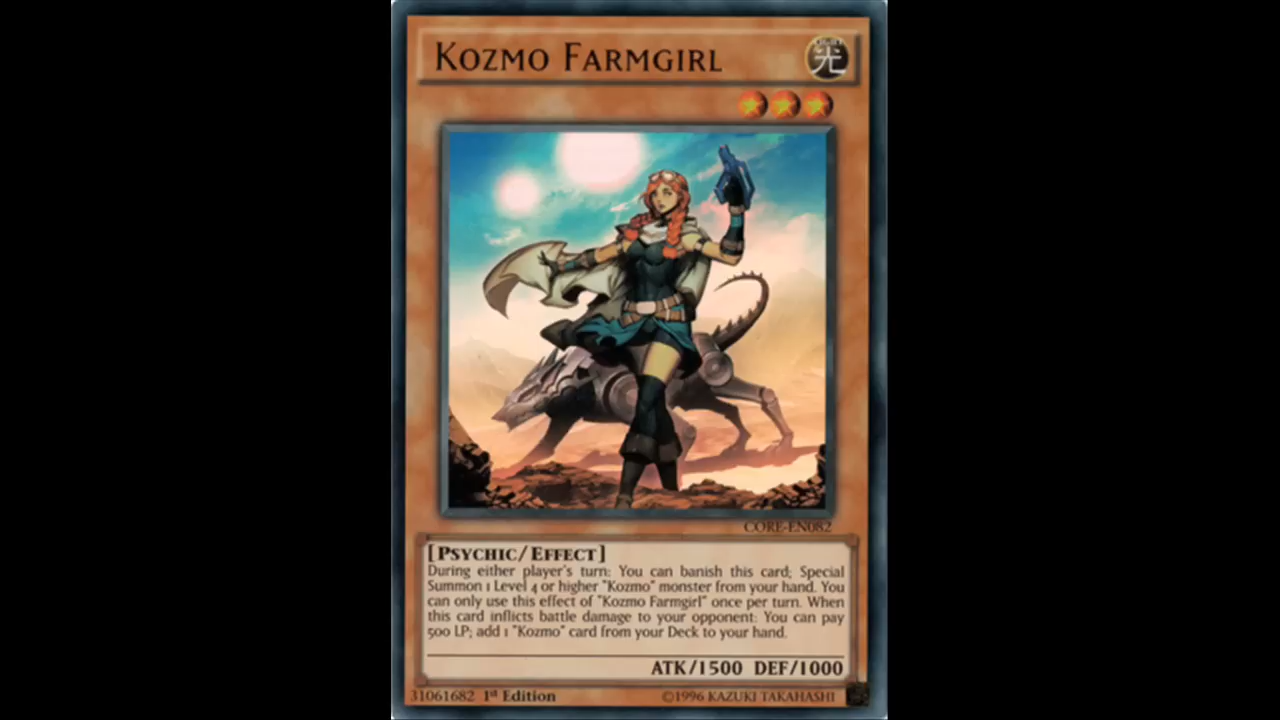 KOZMO FARMGIRL
光
CORE-EN082
[PSYCHIC/EFFECT]
During either player's turn: You can banish this card; Special
Summon 1 Level 4 or higher "Kozmo" monster from your hand. You
can only use this effect of "Kozmo Farmgirl" once per turn. When
this card inflicts battle damage to your opponent: You can pay
500 LP; add 1 "Kozmo" card from your Deck to your hand.
ATK/1500 DEF/1000
31061682 1st Edition ©1996 KAZUKI TAKAHASHI